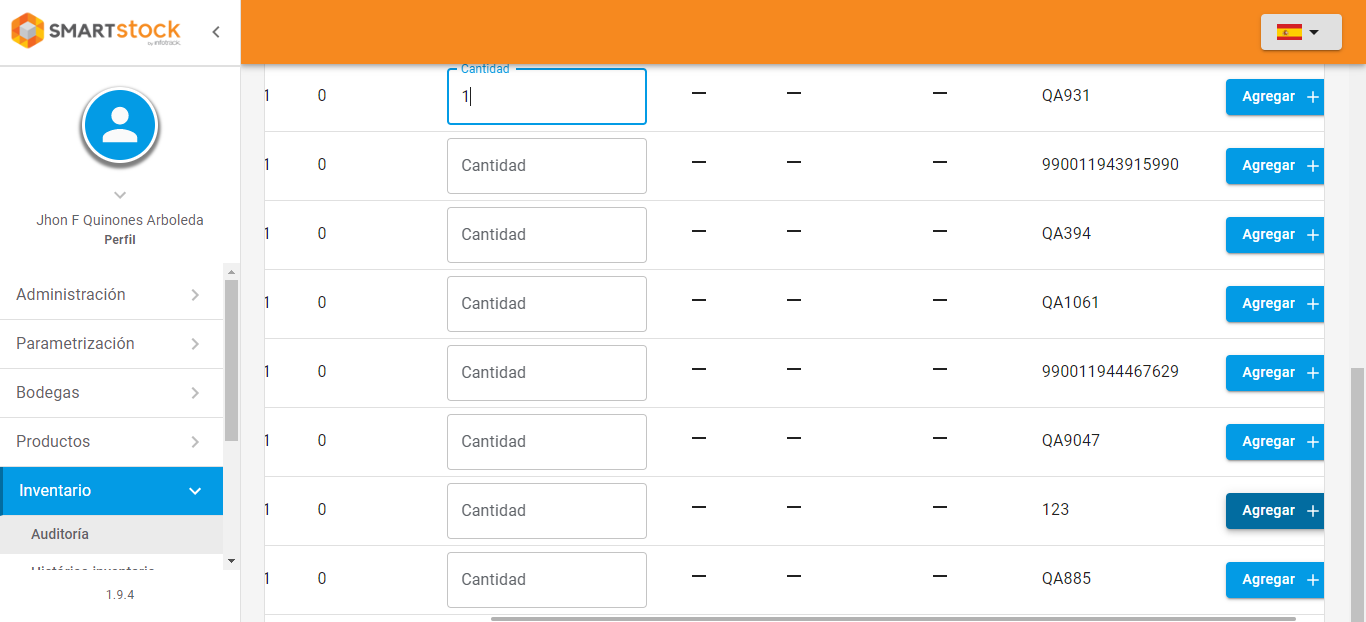 SMARTSTOCK
by infotrack.
Jhon F Quinones Arboleda
Perfil
Administración
Parametrización
Bodegas
Productos
Inventario
Auditoría
Histórico inventario
1.9.4
Cantidad
1 0 1 — — — QA931 Agregar +
1 0 Cantidad — — — 990011943915990 Agregar +
1 0 Cantidad — — — QA394 Agregar +
1 0 Cantidad — — — QA1061 Agregar +
1 0 Cantidad — — — 990011944467629 Agregar +
1 0 Cantidad — — — QA9047 Agregar +
1 0 Cantidad — — — 123 Agregar +
1 0 Cantidad — — — QA885 Agregar +